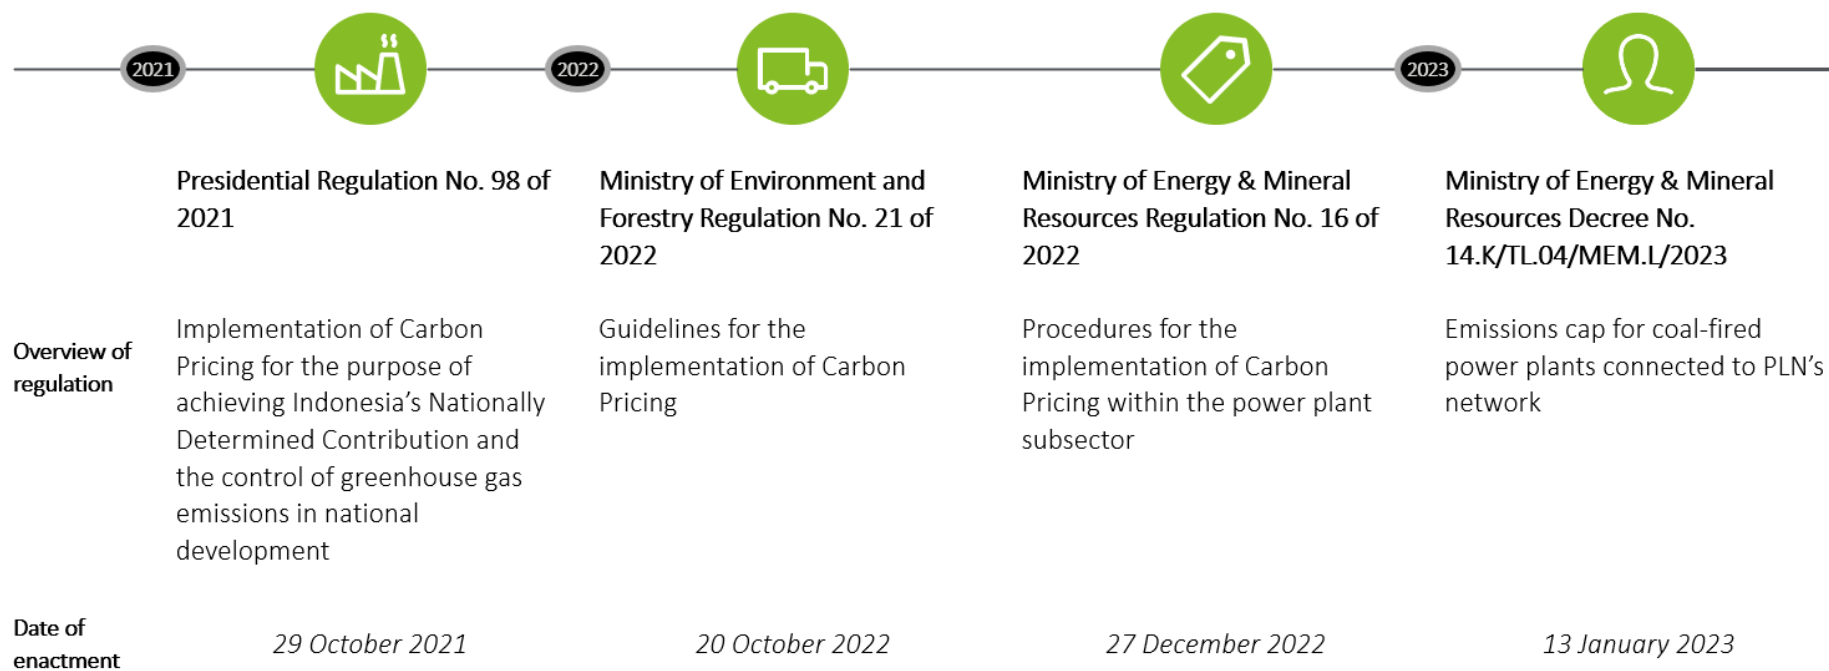 2021
2022
2023
Presidential Regulation No. 98 of
2021
Ministry of Environment and
Forestry Regulation No. 21 of
2022
Ministry of Energy & Mineral
Resources Regulation No. 16 of
2022
Ministry of Energy & Mineral
Resources Decree No.
14.K/TL.04/MEM.L/2023
Overview of
regulation
Implementation of Carbon
Pricing for the purpose of
achieving Indonesia’s Nationally
Determined Contribution and
the control of greenhouse gas
emissions in national
development
Guidelines for the
implementation of Carbon
Pricing
Procedures for the
implementation of Carbon
Pricing within the power plant
subsector
Emissions cap for coal-fired
power plants connected to PLN’s
network
Date of
enactment
29 October 2021
20 October 2022
27 December 2022
13 January 2023